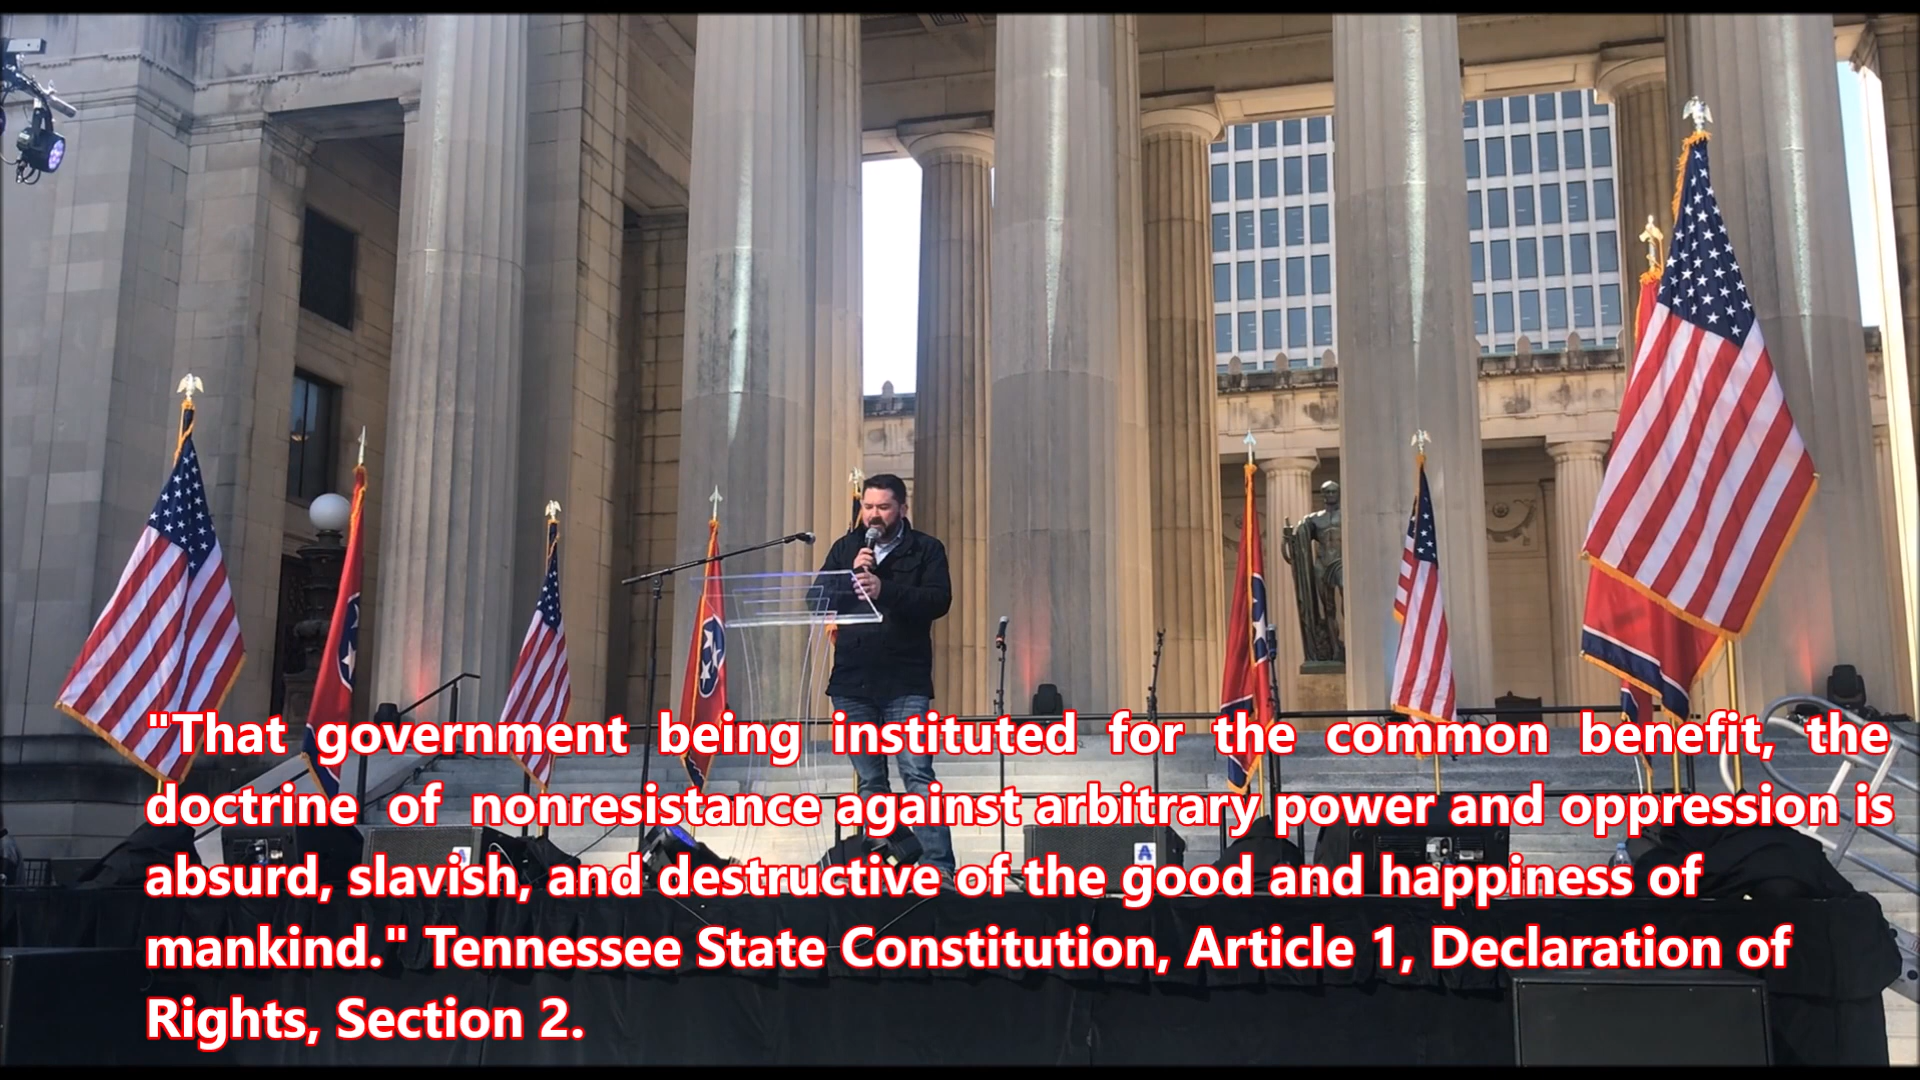 "That government being instituted for the common benefit, the
doctrine of nonresistance against arbitrary power and oppression is
absurd, slavish, and destructive of the good and happiness of
mankind." Tennessee State Constitution, Article 1, Declaration of
Rights, Section 2.